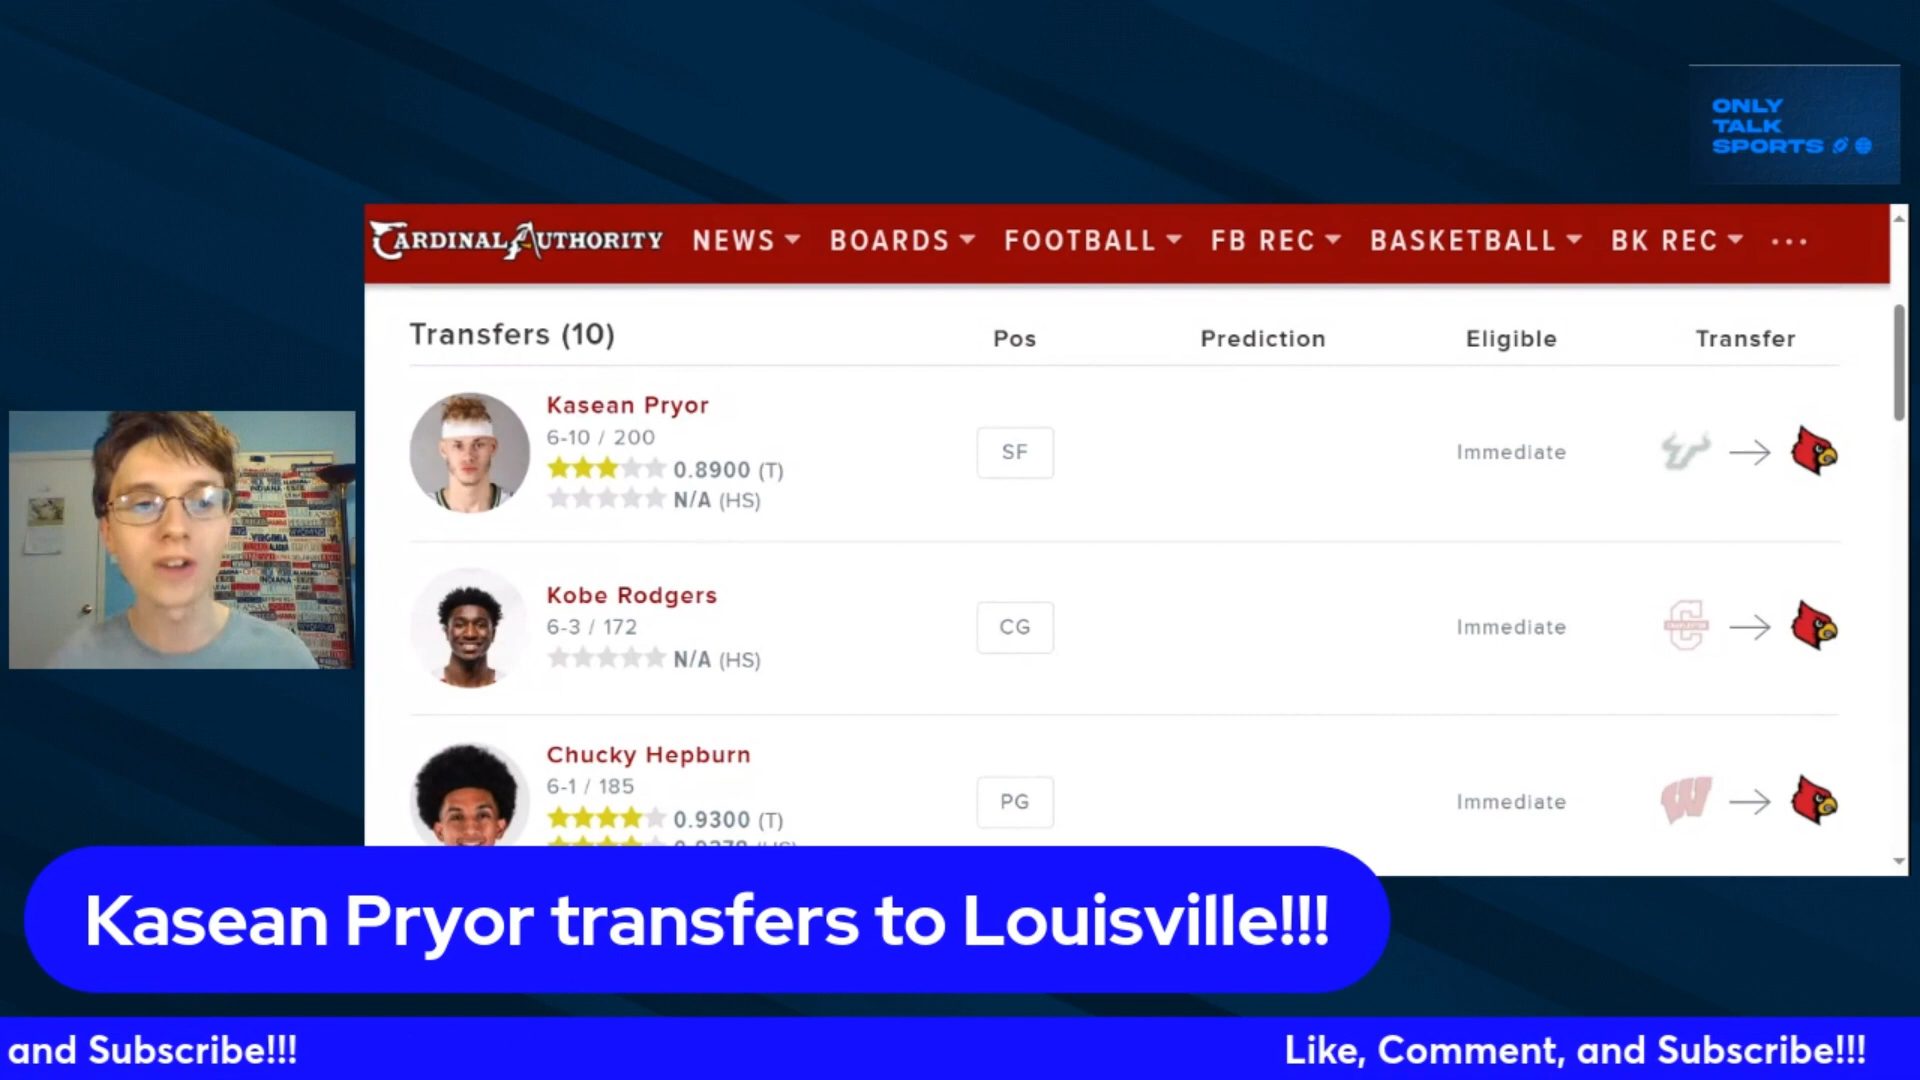 ONLY
TALK
SPORTS
CARDINAL AUTHORITY NEWS BOARDS FOOTBALL FB REC BASKETBALL BK REC ...
Transfers (10) Pos Prediction Eligible Transfer
Kasean Pryor
6-10 / 200
0.8900 (T)
N/A (HS)
SF Immediate
Kobe Rodgers
6-3 / 172
N/A (HS)
CG Immediate
Chucky Hepburn
6-1 / 185
0.9300 (T)
PG Immediate
VIRGINIA
INDIANA
Kasean Pryor transfers to Louisville!!!
and Subscribe!!! Like, Comment, and Subscribe!!!